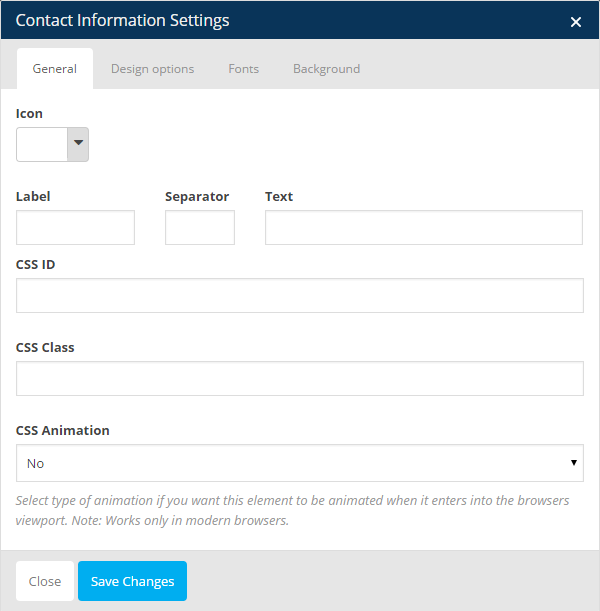 Contact Information Settings
General Design options Fonts Background
Icon
Label Separator Text
CSS ID
CSS Class
CSS Animation
No
Select type of animation if you want this element to be animated when it enters into the browsers
viewport. Note: Works only in modern browsers.
Close Save Changes